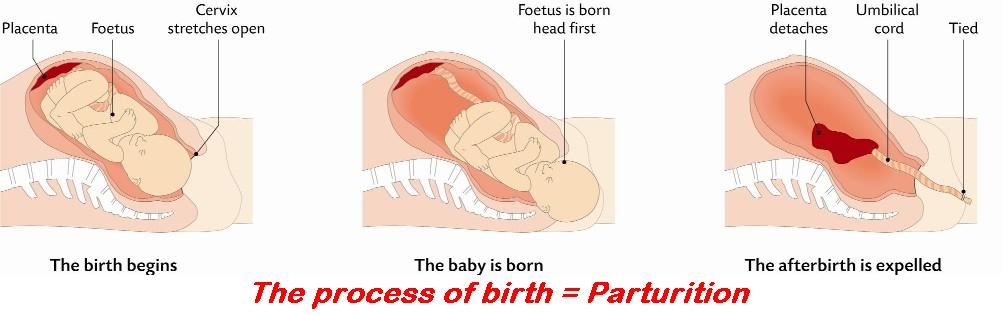 Placenta
Foetus
Cervix
stretches open
The birth begins
Foetus is born
head first
The baby is born
Placenta
detaches
Umbilical
cord
Tied
The afterbirth is expelled
The process of birth = Parturition